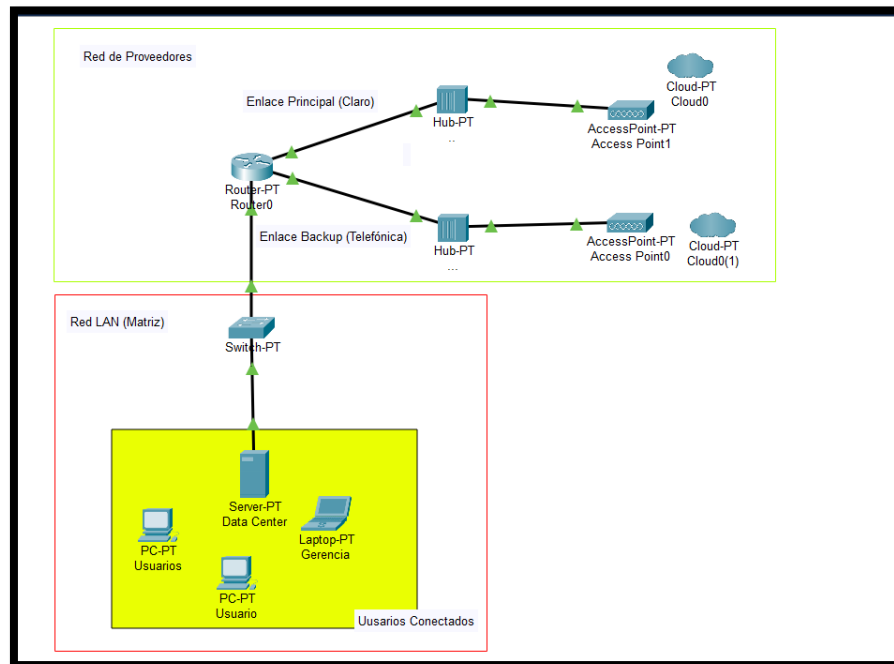 Red de Proveedores
Cloud-PT
Cloud0
Enlace Principal (Claro)
Hub-PT
..
AccessPoint-PT
Access Point1
Router-PT
Router0
Enlace Backup (Telefónica)
Hub-PT
...
AccessPoint-PT
Access Point0
Cloud-PT
Cloud0(1)
Red LAN (Matriz)
Switch-PT
Server-PT
Data Center
Laptop-PT
Gerencia
PC-PT
Usuarios
PC-PT
Usuario
Uusarios Conectados